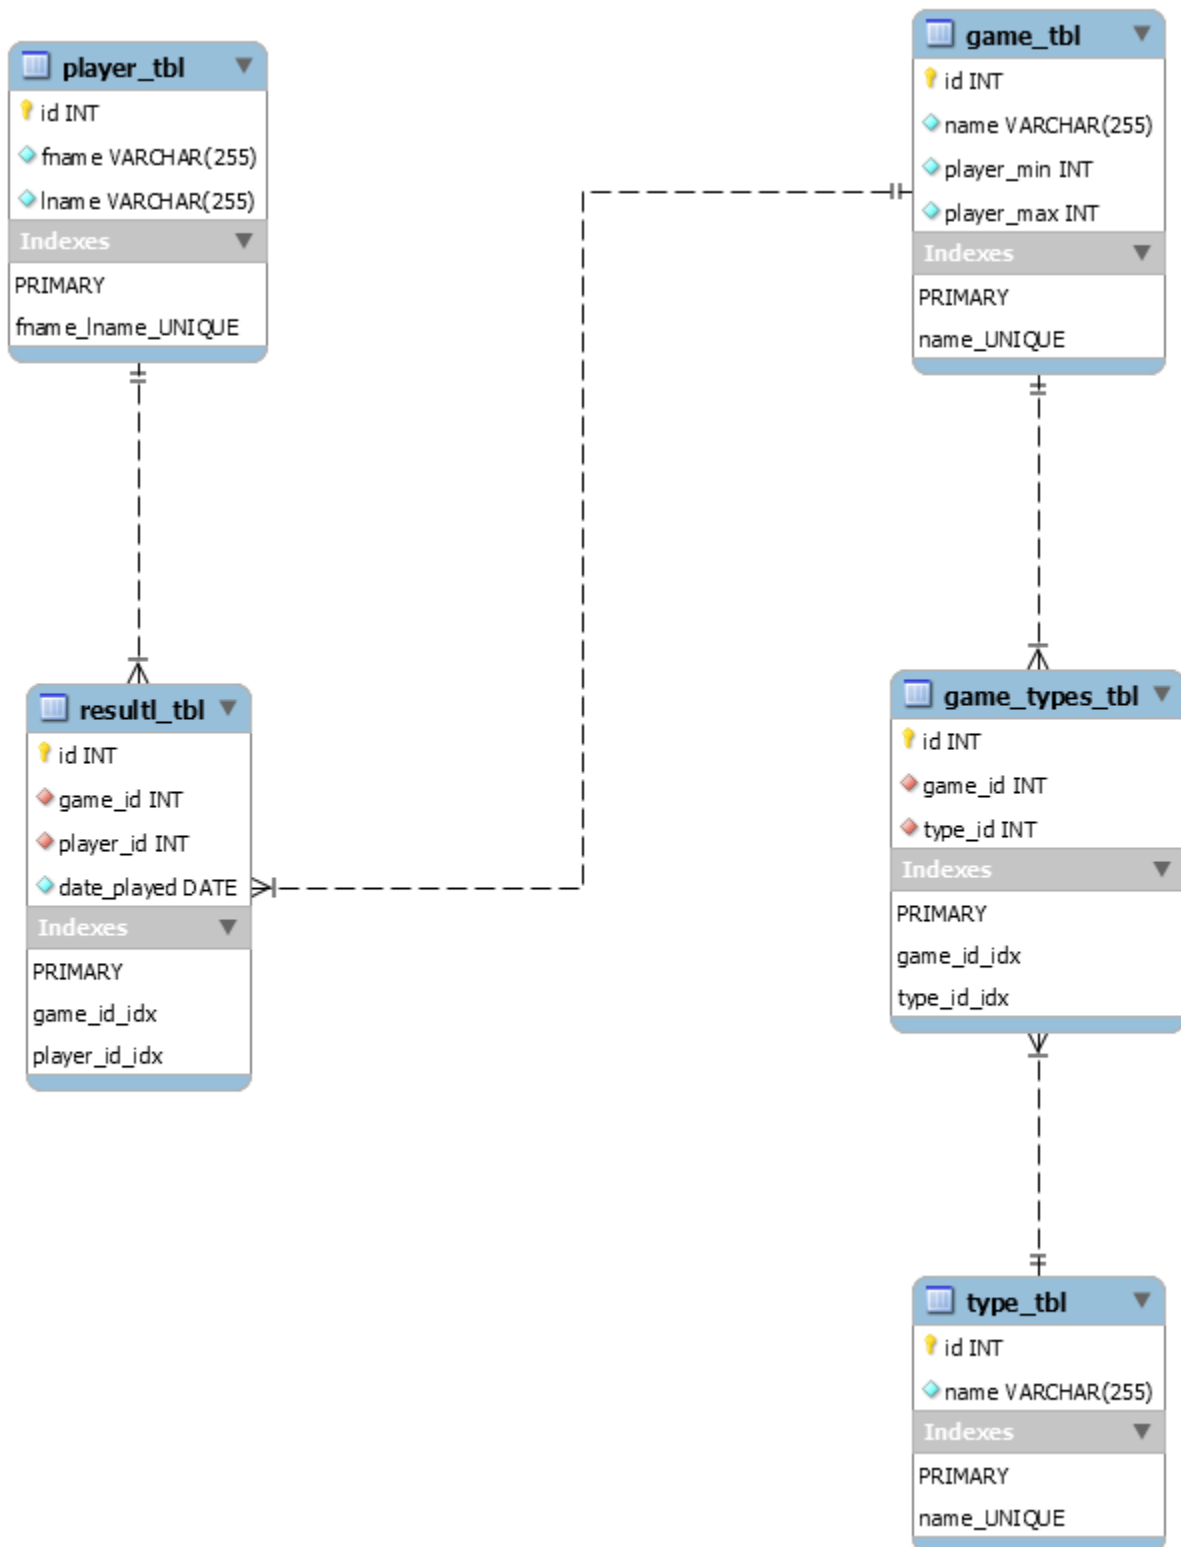 player_tbl
id INT
fname VARCHAR(255)
lname VARCHAR(255)
Indexes
PRIMARY
fname_lname_UNIQUE
game_tbl
id INT
name VARCHAR(255)
player_min INT
player_max INT
Indexes
PRIMARY
name_UNIQUE
resultl_tbl
id INT
game_id INT
player_id INT
date_played DATE
Indexes
PRIMARY
game_id_idx
player_id_idx
game_types_tbl
id INT
game_id INT
type_id INT
Indexes
PRIMARY
game_id_idx
type_id_idx
type_tbl
id INT
name VARCHAR(255)
Indexes
PRIMARY
name_UNIQUE